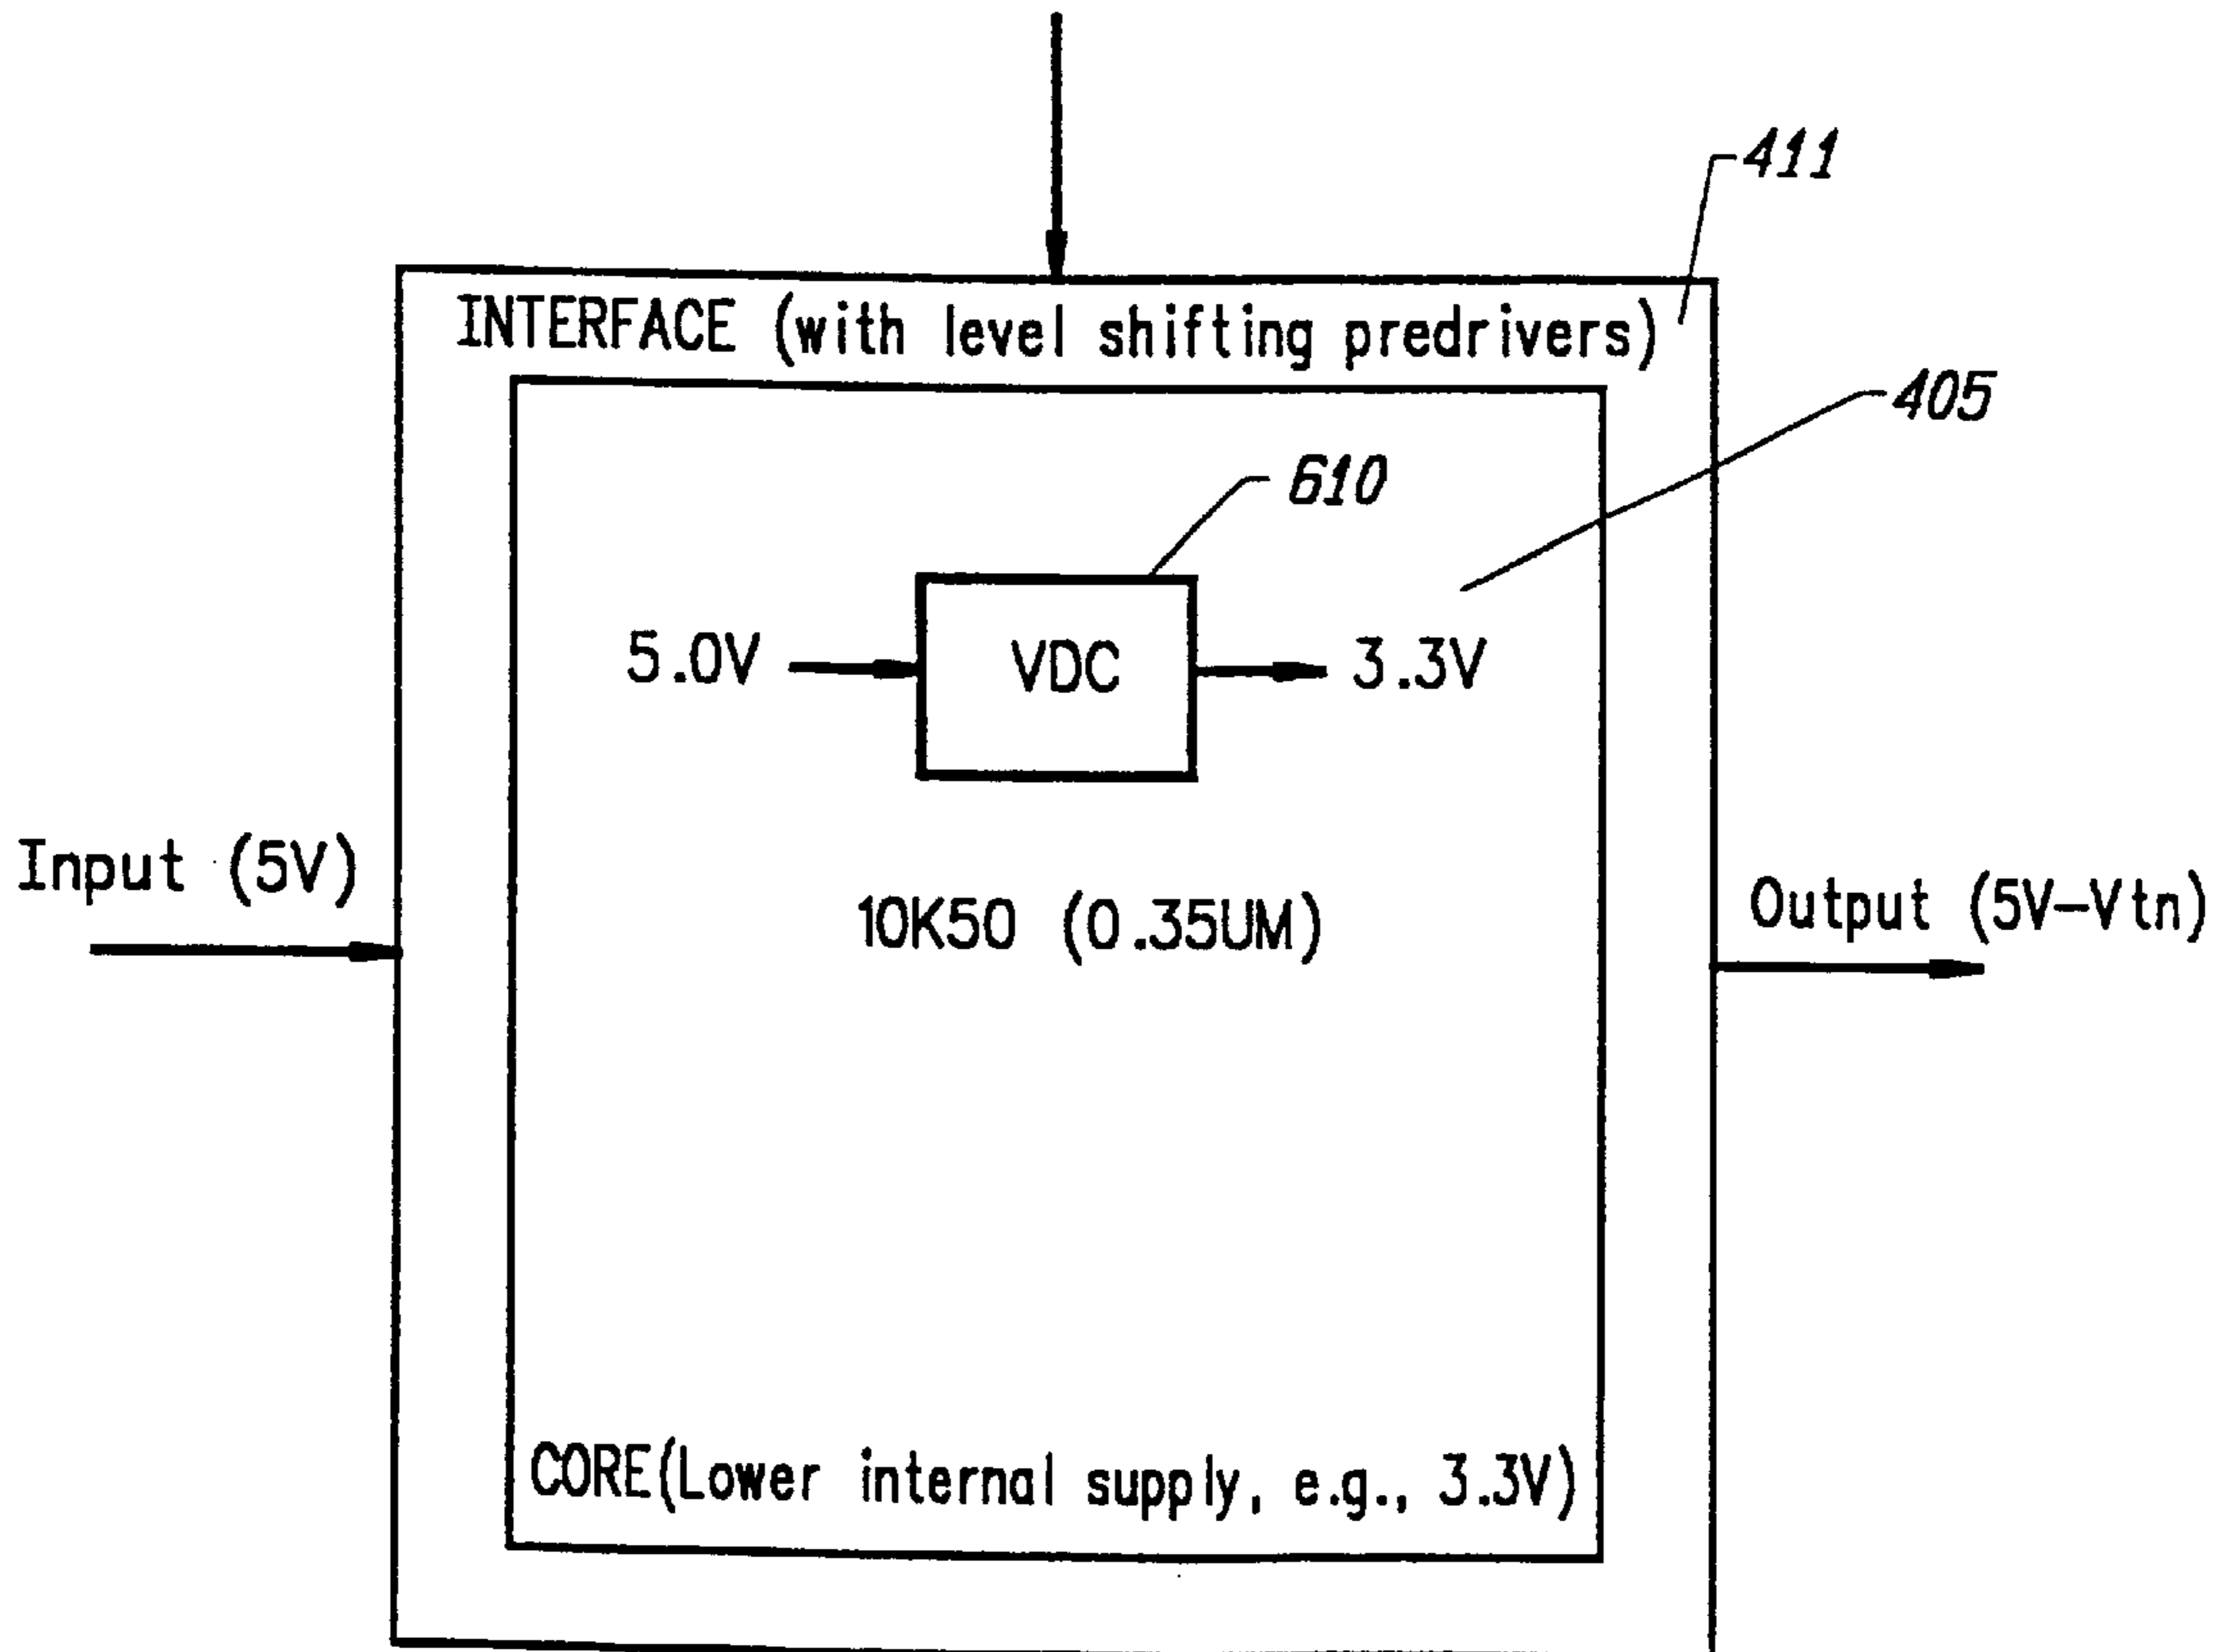 411
INTERFACE (with level shifting predrivers)
405
610
5.0V
VDC
3.3V
Input (5V)
10K50 (0.35UM)
Output (5V-Vtn)
CORE(Lower internal supply, e.g., 3.3V)